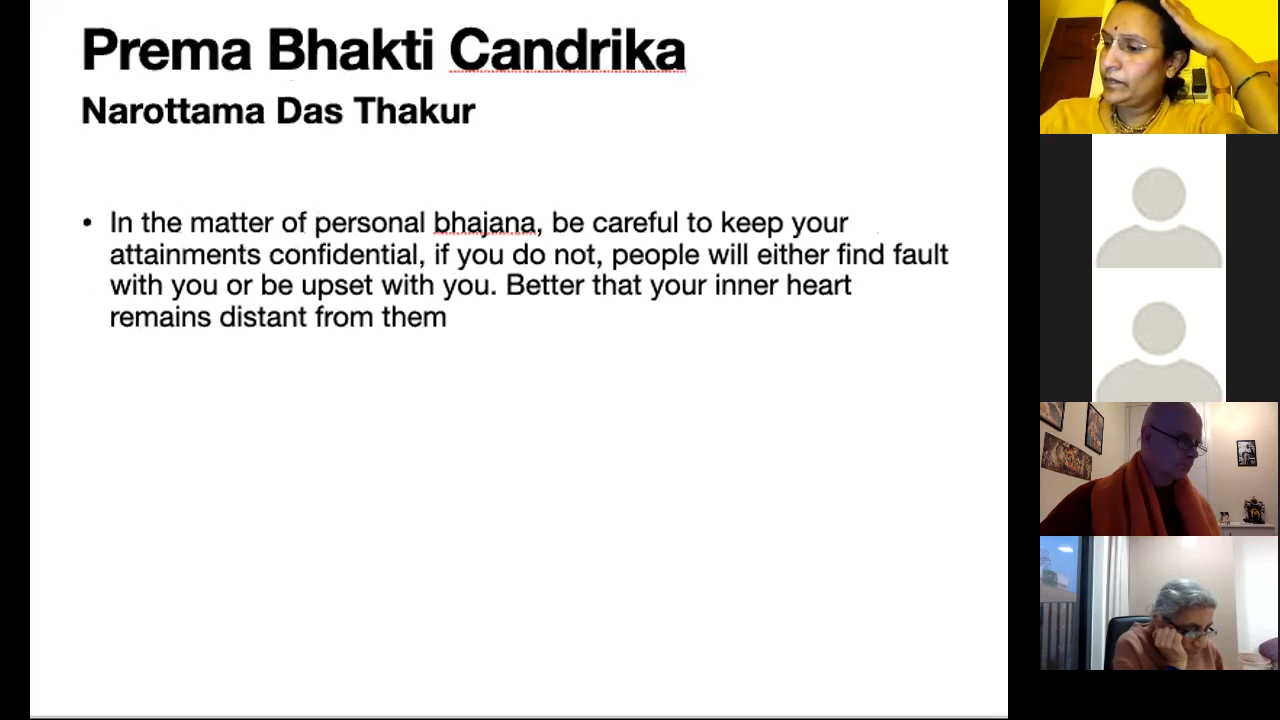 Prema Bhakti Candrika
Narottama Das Thakur
• In the matter of personal bhajana, be careful to keep your
attainments confidential, if you do not, people will either find fault
with you or be upset with you. Better that your inner heart
remains distant from them